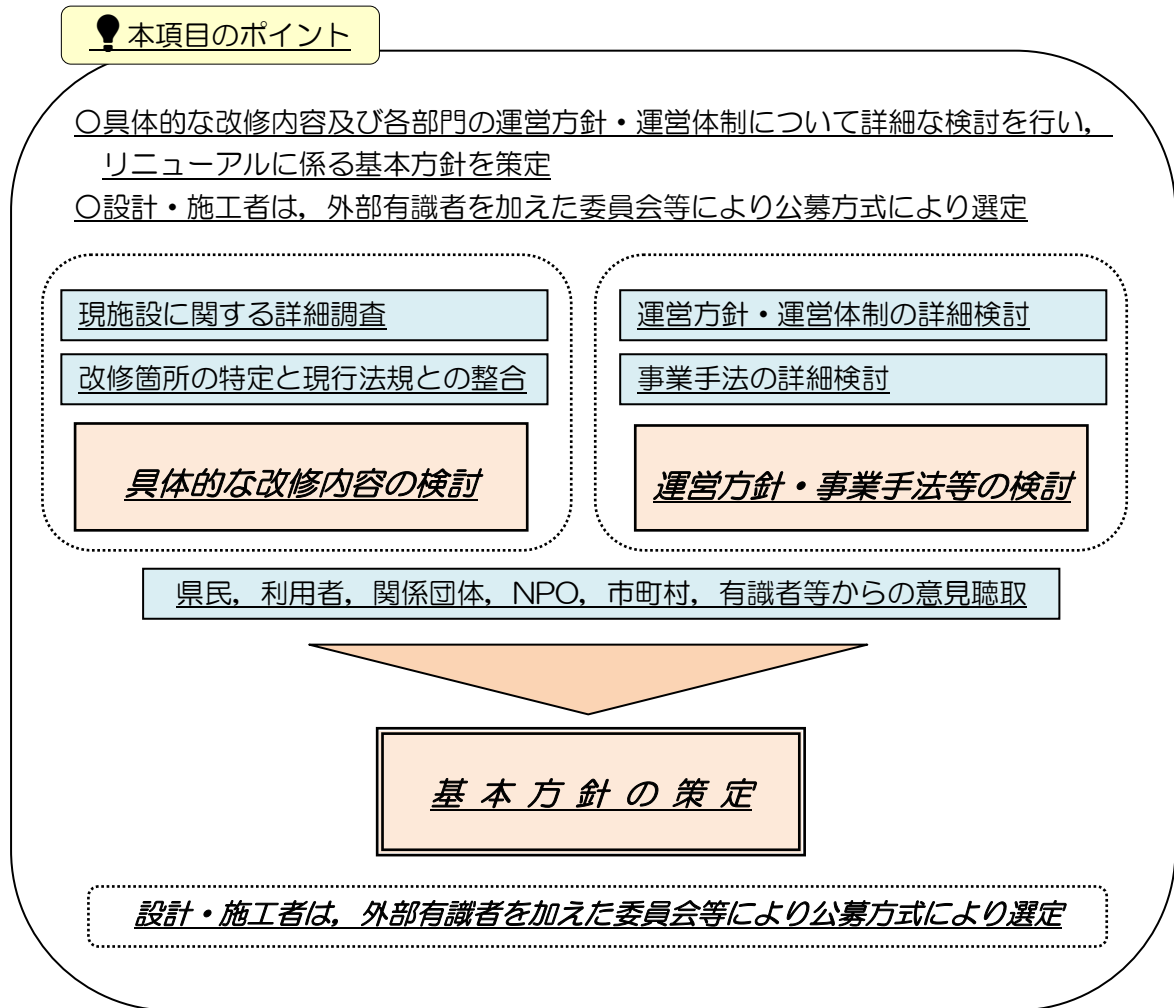 本項目のポイント
〇具体的な改修内容及び各部門の運営方針・運営体制について詳細な検討を行い，
リニューアルに係る基本方針を策定
〇設計・施工者は，外部有識者を加えた委員会等により公募方式により選定
現施設に関する詳細調査
改修箇所の特定と現行法規との整合
具体的な改修内容の検討
運営方針・運営体制の詳細検討
事業手法の詳細検討
運営方針・事業手法等の検討
県民，利用者，関係団体，NPO，市町村，有識者等からの意見聴取
基 本 方 針 の 策 定
設計・施工者は，外部有識者を加えた委員会等により公募方式により選定